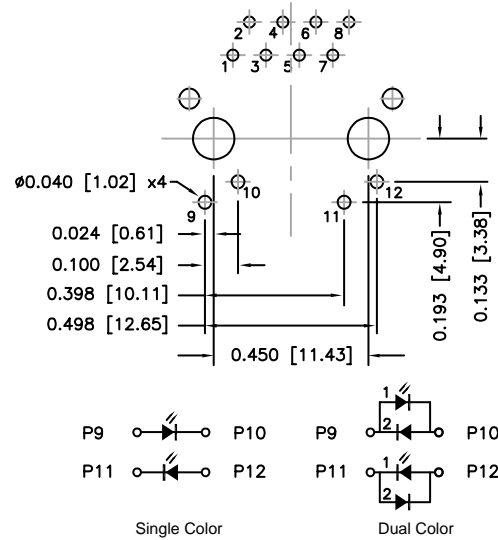 2 4 6 8
1 3 5 7
ø0.040 [1.02] x4
10 12
9 11
0.024 [0.61]
0.100 [2.54]
0.398 [10.11]
0.498 [12.65]
0.450 [11.43]
0.193 [4.90]
0.133 [3.38]
1
P9 P10 P9 2 P10
P11 P12 P11 1 P12
2
Single Color Dual Color